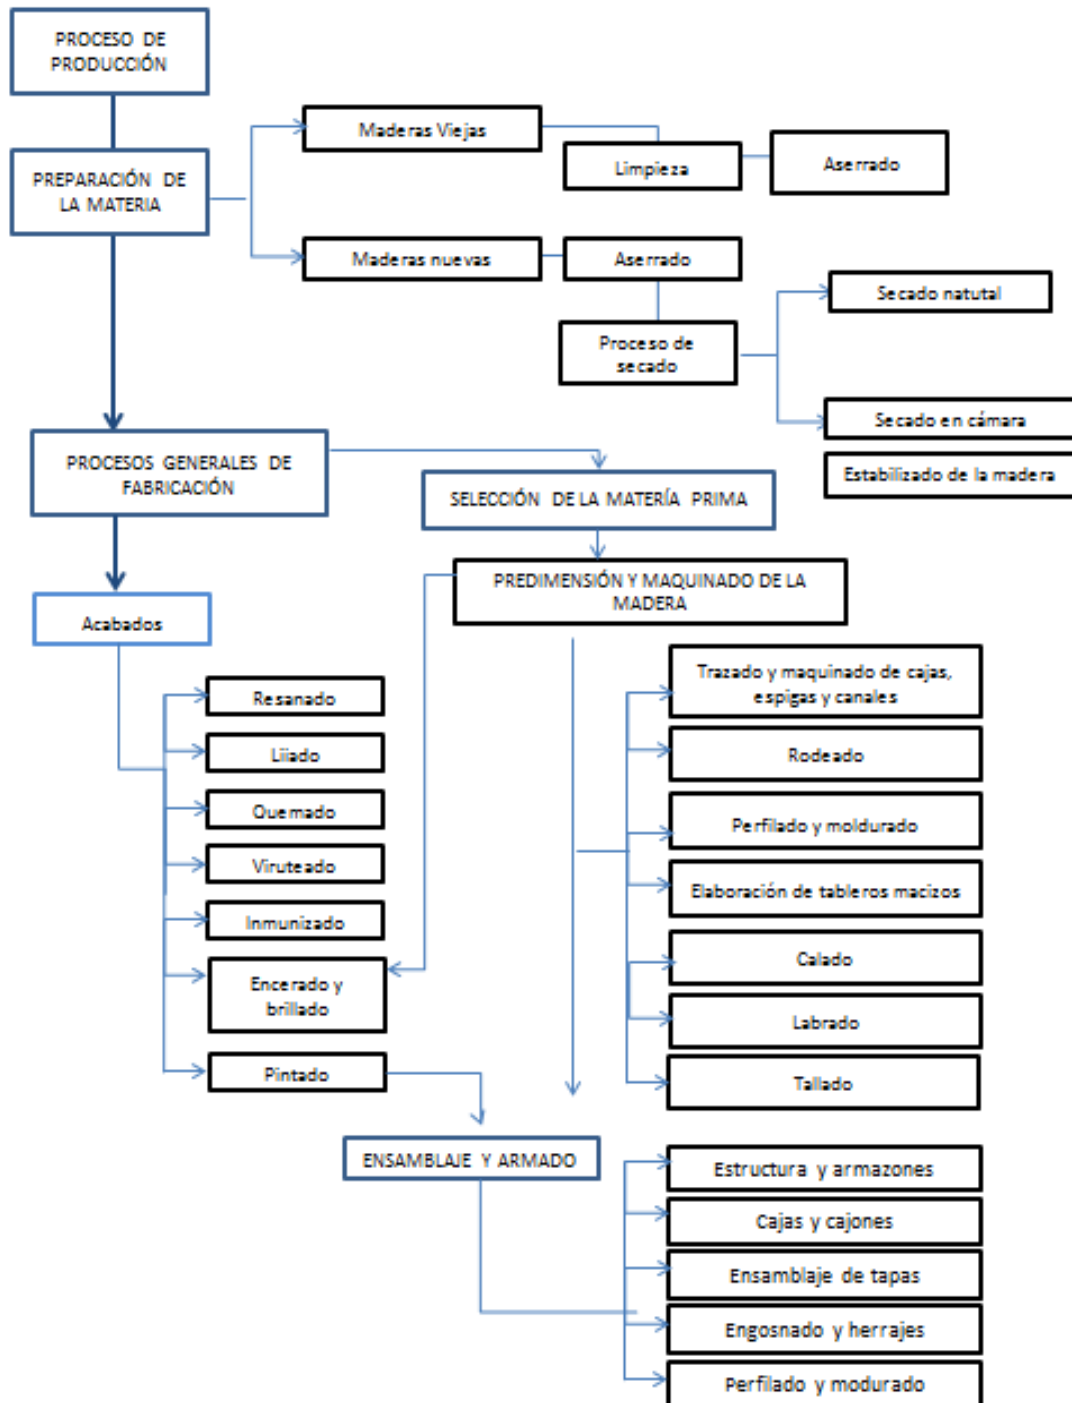 PROCESO DE
PRODUCCIÓN
Maderas Viejas
PREPARACIÓN DE
LA MATERIA
Limpieza
Aserrado
Maderas nuevas
Aserrado
Secado natutal
Proceso de
secado
Secado en cámara
PROCESOS GENERALES DE
FABRICACIÓN
Estabilizado de la madera
SELECCIÓN DE LA MATERÍA PRIMA
PREDIMENSIÓN Y MAQUINADO DE LA
MADERA
Acabados
Resanado
Liiado
Quemado
Viruteado
Inmunizado
Encerado y
brillado
Pintado
Trazado y maquinado de cajas,
espigas y canales
Rodeado
Perfilado y moldurado
Elaboración de tableros macizos
Calado
Labrado
Tallado
ENSAMBLAJE Y ARMADO
Estructura y armazones
Cajas y cajones
Ensamblaje de tapas
Engosnado y herrajes
Perfilado y modurado